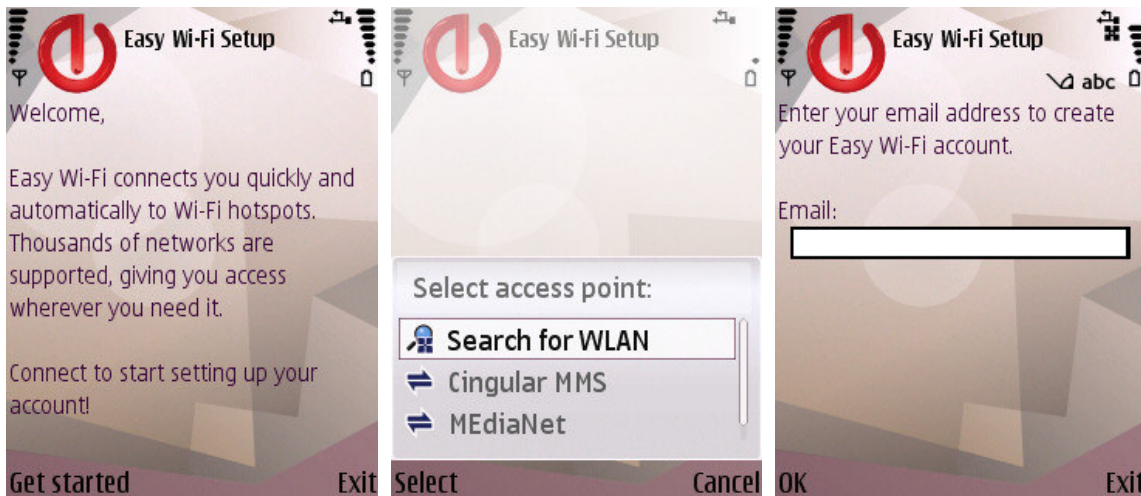 Easy Wi-Fi Setup
Welcome,
Easy Wi-Fi connects you quickly and
automatically to Wi-Fi hotspots.
Thousands of networks are
supported, giving you access
wherever you need it.
Connect to start setting up your
account!
Get started
Exit
Easy Wi-Fi Setup
Select access point:
Search for WLAN
Cingular MMS
MEdiaNet
Select
Cancel
Easy Wi-Fi Setup
abc
Enter your email address to create
your Easy Wi-Fi account.
Email:
OK
Exit